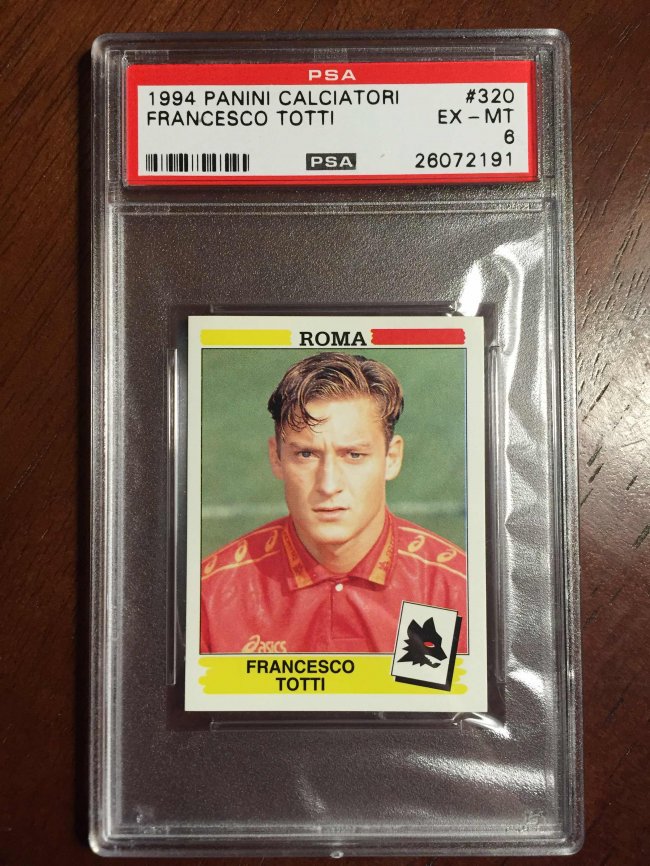 PSA
1994 PANINI CALCIATORI #320
FRANCESCO TOTTI EX - MT
6
PSA 26072191
ROMA
asics
FRANCESCO
TOTTI